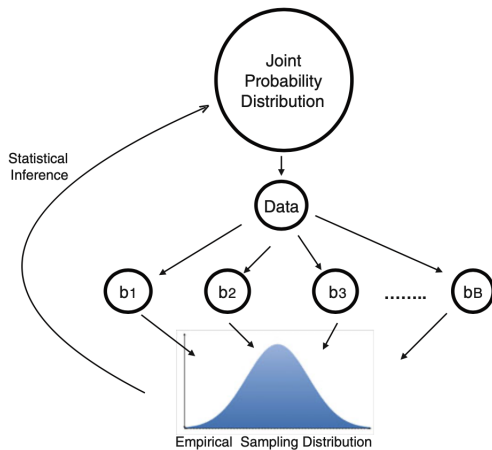 Joint
Probability
Distribution
Statistical
Inference
Data
b1
b2
b3
........
bB
Empirical Sampling Distribution